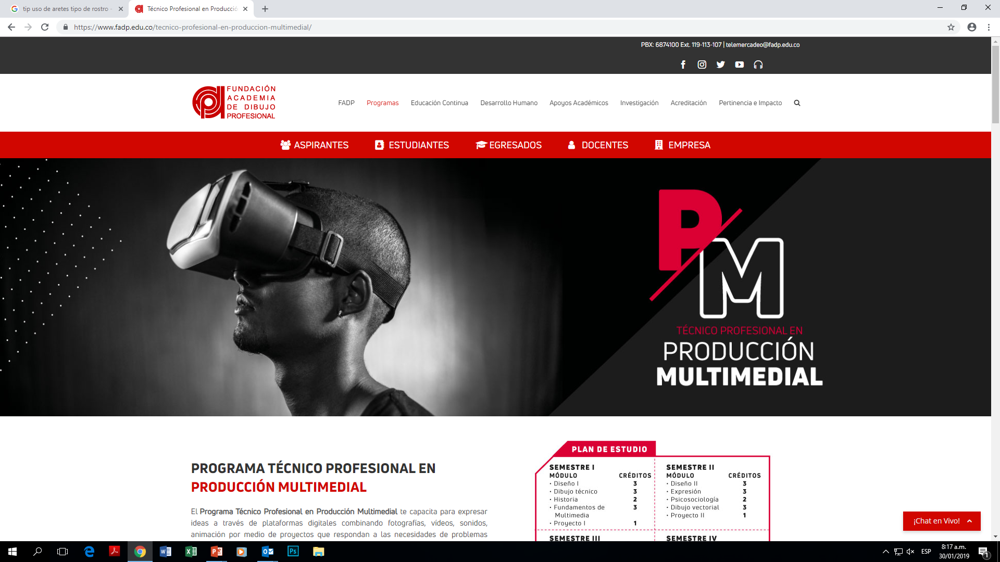 tip uso de aretes tipo de rostro -
Técnico Profesional en Producció
https://www.fadp.edu.co/tecnico-profesional-en-produccion-multimedial/
PBX: 6874100 Ext. 119-113-107 | telemercadeo@fadp.edu.co
FUNDACIÓN
ACADEMIA
DE DIBUJO
PROFESIONAL
FADP Programas Educación Continua Desarrollo Humano Apoyos Académicos Investigación Acreditación Pertinencia e Impacto
ASPIRANTES ESTUDIANTES EGRESADOS DOCENTES EMPRESA
PM
TÉCNICO PROFESIONAL EN
PRODUCCIÓN
MULTIMEDIAL
PROGRAMA TÉCNICO PROFESIONAL EN
PRODUCCIÓN MULTIMEDIAL
El Programa Técnico Profesional en Producción Multimedial te capacita para expresar
ideas a través de plataformas digitales combinando fotografías, vídeos, sonidos,
animación por medio de proyectos que respondan a las necesidades de problemas
PLAN DE ESTUDIO
SEMESTRE I
MÓDULO CRÉDITOS
• Diseño I 3
• Dibujo técnico 3
• Historia 2
• Fundamentos de 3
Multimedia
• Proyecto I 1
SEMESTRE II
MÓDULO CRÉDITOS
• Diseño II 3
• Expresión 3
• Psicosociología 2
• Dibujo vectorial 3
• Proyecto II 1
SEMESTRE III
SEMESTRE IV
¡Chat en Vivo!
ESP
8:17 a.m.
30/01/2019
1